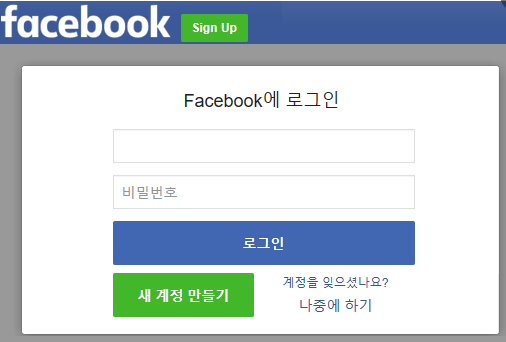 facebook Sign Up
Facebook에 로그인
비밀번호
로그인
새 계정 만들기
계정을 잊으셨나요?
나중에 하기